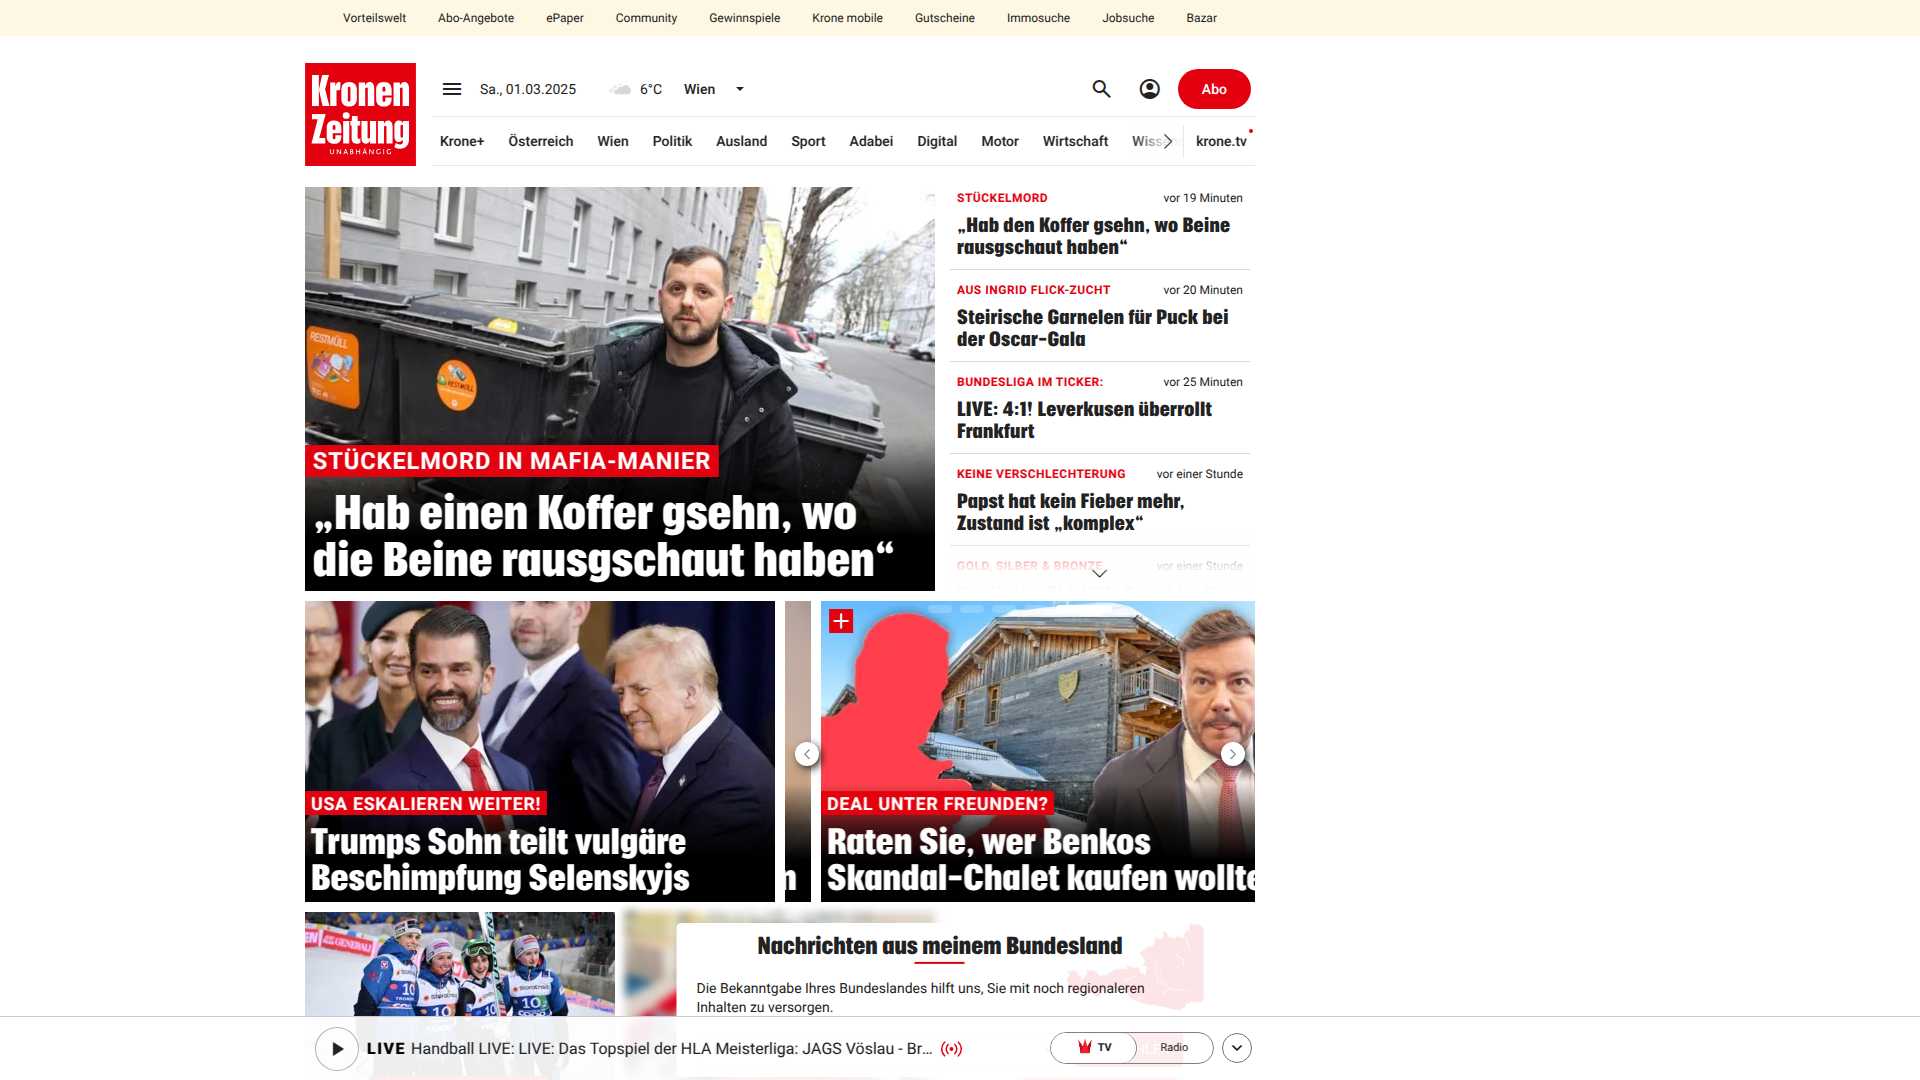 Vorteilswelt Abo-Angebote ePaper Community Gewinnspiele Krone mobile Gutscheine Immosuche Jobsuche Bazar
Kronen
Zeitung
UNABHÄNGIG
Sa., 01.03.2025 6°C Wien
Abo
Krone+ Österreich Wien Politik Ausland Sport Adabei Digital Motor Wirtschaft Wiss krone.tv
RESTMÜLL
RESTMÜLL
STÜCKELMORD IN MAFIA-MANIER
„Hab einen Koffer gsehn, wo
die Beine rausgschaut haben“
STÜCKELMORD vor 19 Minuten
„Hab den Koffer gsehn, wo Beine
rausgschaut haben“
AUS INGRID FLICK-ZUCHT vor 20 Minuten
Steirische Garnelen für Puck bei
der Oscar-Gala
BUNDESLIGA IM TICKER: vor 25 Minuten
LIVE: 4:1! Leverkusen überrollt
Frankfurt
KEINE VERSCHLECHTERUNG vor einer Stunde
Papst hat kein Fieber mehr,
Zustand ist „komplex“
GOLD, SILBER & BRONZE vor einer Stunde
USA ESKALIEREN WEITER!
Trumps Sohn teilt vulgäre
Beschimpfung Selenskyjs
n
DEAL UNTER FREUNDEN?
Raten Sie, wer Benkos
Skandal-Chalet kaufen wollte
GENERALI
10
10
10
10
Nachrichten aus meinem Bundesland
Die Bekanntgabe Ihres Bundeslandes hilft uns, Sie mit noch regionaleren
Inhalten zu versorgen.
LIVE Handball LIVE: LIVE: Das Topspiel der HLA Meisterliga: JAGS Vöslau - Br...
TV Radio